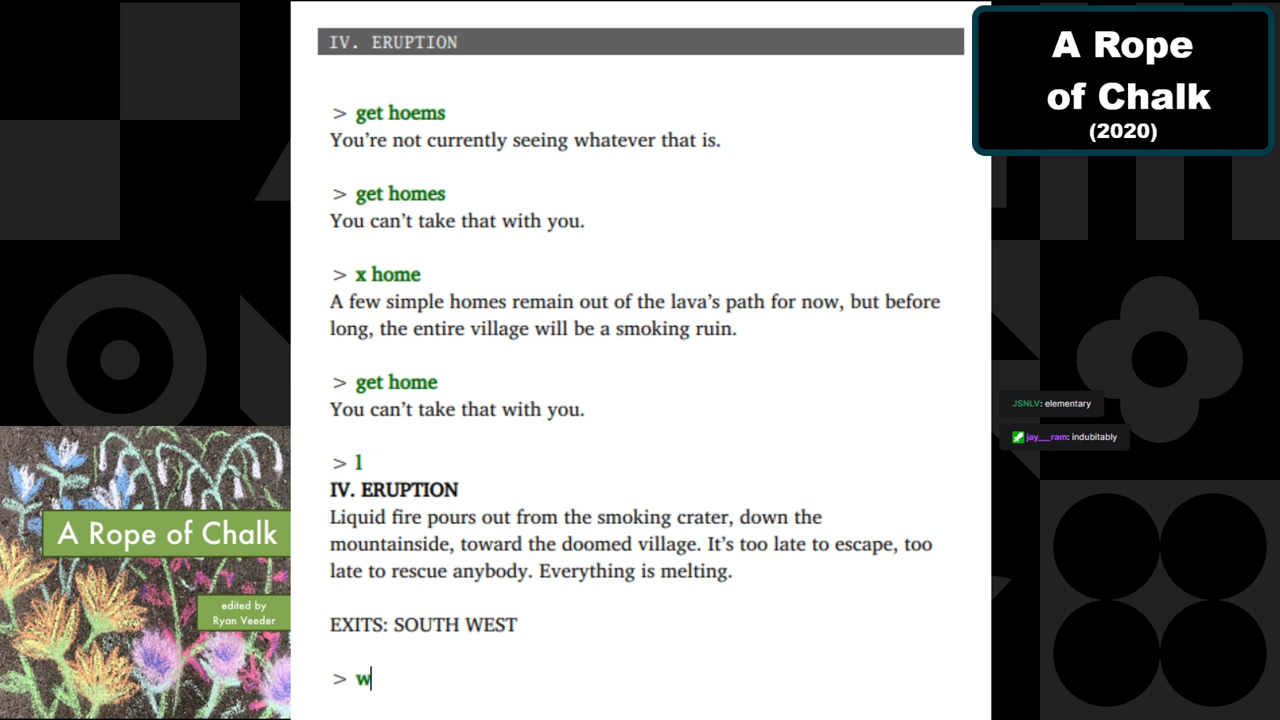 IV. ERUPTION
> get hoems
You're not currently seeing whatever that is.
> get homes
You can't take that with you.
> x home
A few simple homes remain out of the lava's path for now, but before
long, the entire village will be a smoking ruin.
> get home
You can't take that with you.
> l
IV. ERUPTION
Liquid fire pours out from the smoking crater, down the
mountainside, toward the doomed village. It's too late to escape, too
late to rescue anybody. Everything is melting.
EXITS: SOUTH WEST
> w
A Rope
of Chalk
(2020)
JSNLV: elementary
jay__ram: indubitably
A Rope of Chalk
edited by
Ryan Veeder